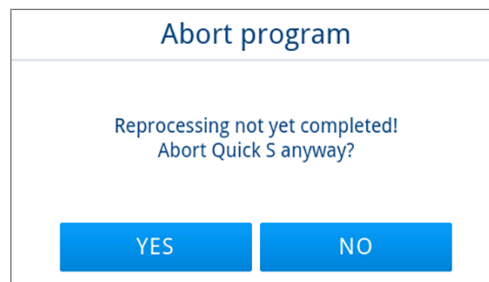 Abort program
Reprocessing not yet completed!
Abort Quick S anyway?
YES
NO